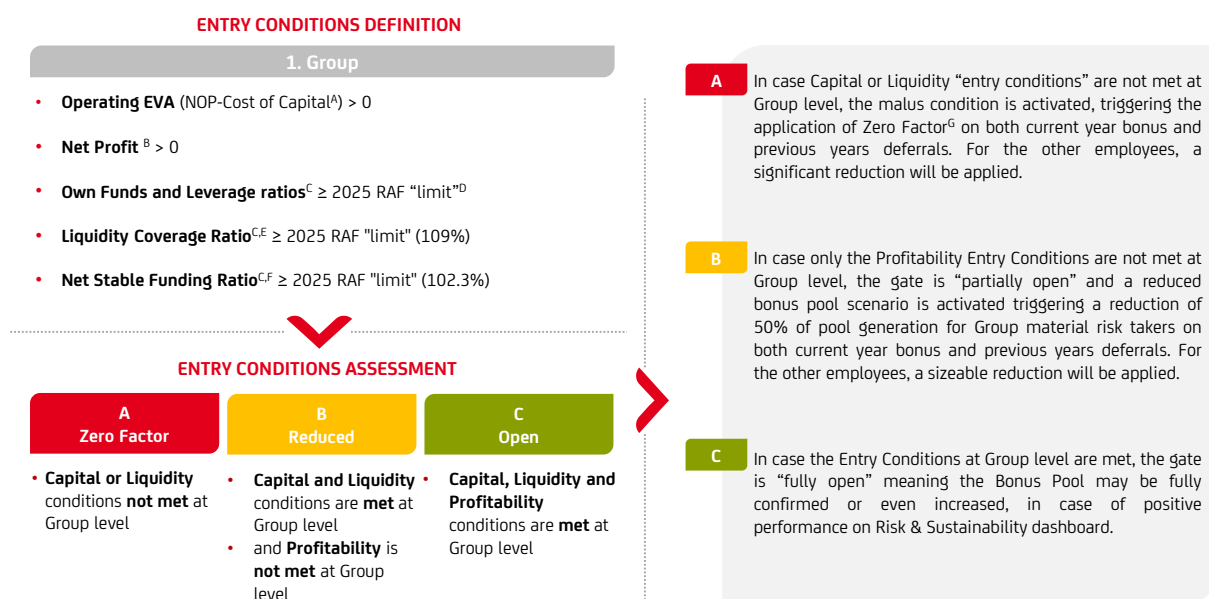 ENTRY CONDITIONS DEFINITION
1. Group
• Operating EVA (NOP-Cost of Capitalᴬ) > 0
• Net Profit ᴮ > 0
• Own Funds and Leverage ratiosᶜ ≥ 2025 RAF “limit”ᴰ
• Liquidity Coverage Ratioᶜ,ᴱ ≥ 2025 RAF "limit" (109%)
• Net Stable Funding Ratioᶜ,ᶠ ≥ 2025 RAF "limit" (102.3%)
ENTRY CONDITIONS ASSESSMENT
A
Zero Factor
• Capital or Liquidity
conditions not met at
Group level
B
Reduced
• Capital and Liquidity
conditions are met at
Group level
• and Profitability is
not met at Group
level
C
Open
• Capital, Liquidity and
Profitability
conditions are met at
Group level
A
In case Capital or Liquidity “entry conditions” are not met at
Group level, the malus condition is activated, triggering the
application of Zero Factorᴳ on both current year bonus and
previous years deferrals. For the other employees, a
significant reduction will be applied.
B
In case only the Profitability Entry Conditions are not met at
Group level, the gate is “partially open” and a reduced
bonus pool scenario is activated triggering a reduction of
50% of pool generation for Group material risk takers on
both current year bonus and previous years deferrals. For
the other employees, a sizeable reduction will be applied.
C
In case the Entry Conditions at Group level are met, the gate
is “fully open” meaning the Bonus Pool may be fully
confirmed or even increased, in case of positive
performance on Risk & Sustainability dashboard.